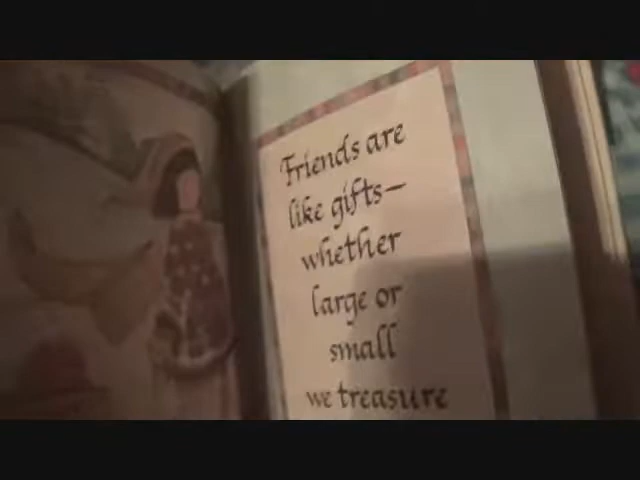 Friends are
like gifts—
whether
large or
small
we treasure